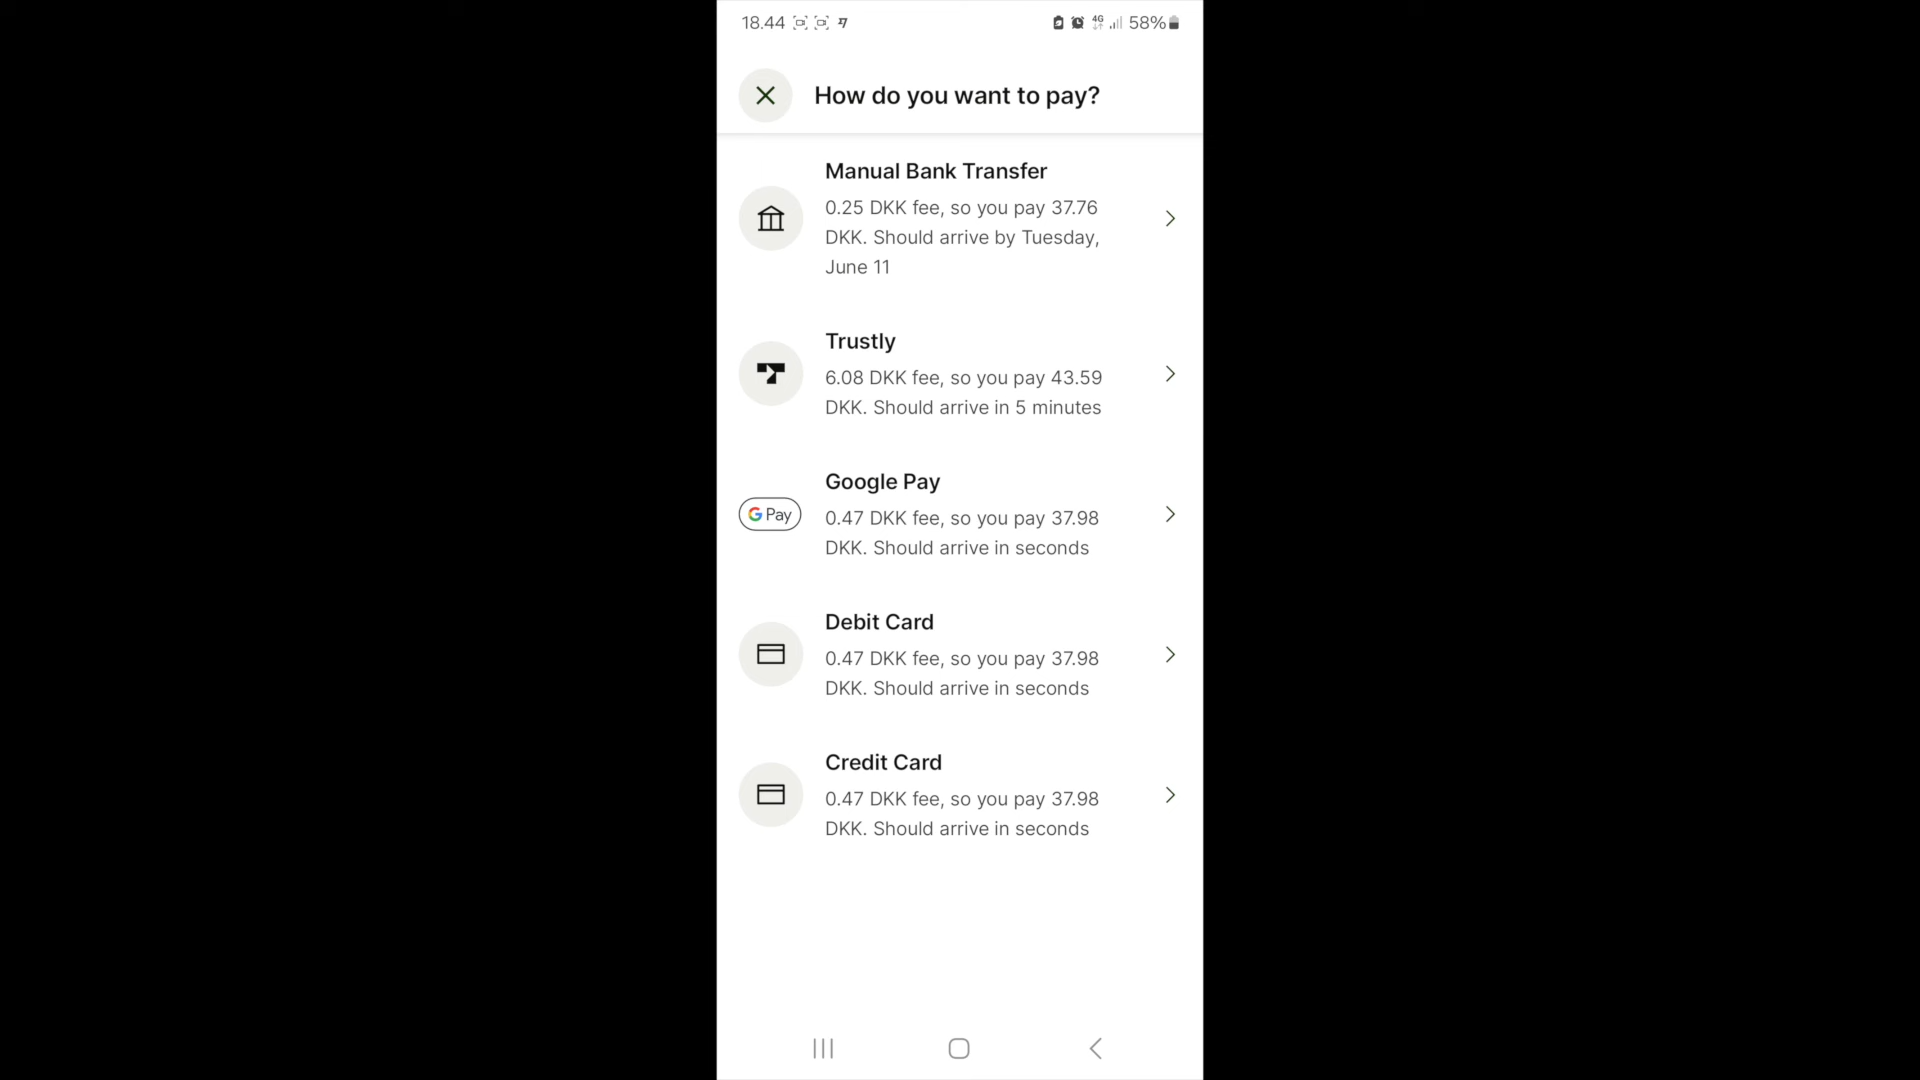 18.44
4G 58%
How do you want to pay?
Manual Bank Transfer
0.25 DKK fee, so you pay 37.76
DKK. Should arrive by Tuesday,
June 11
Trustly
6.08 DKK fee, so you pay 43.59
DKK. Should arrive in 5 minutes
Google Pay
G Pay
0.47 DKK fee, so you pay 37.98
DKK. Should arrive in seconds
Debit Card
0.47 DKK fee, so you pay 37.98
DKK. Should arrive in seconds
Credit Card
0.47 DKK fee, so you pay 37.98
DKK. Should arrive in seconds